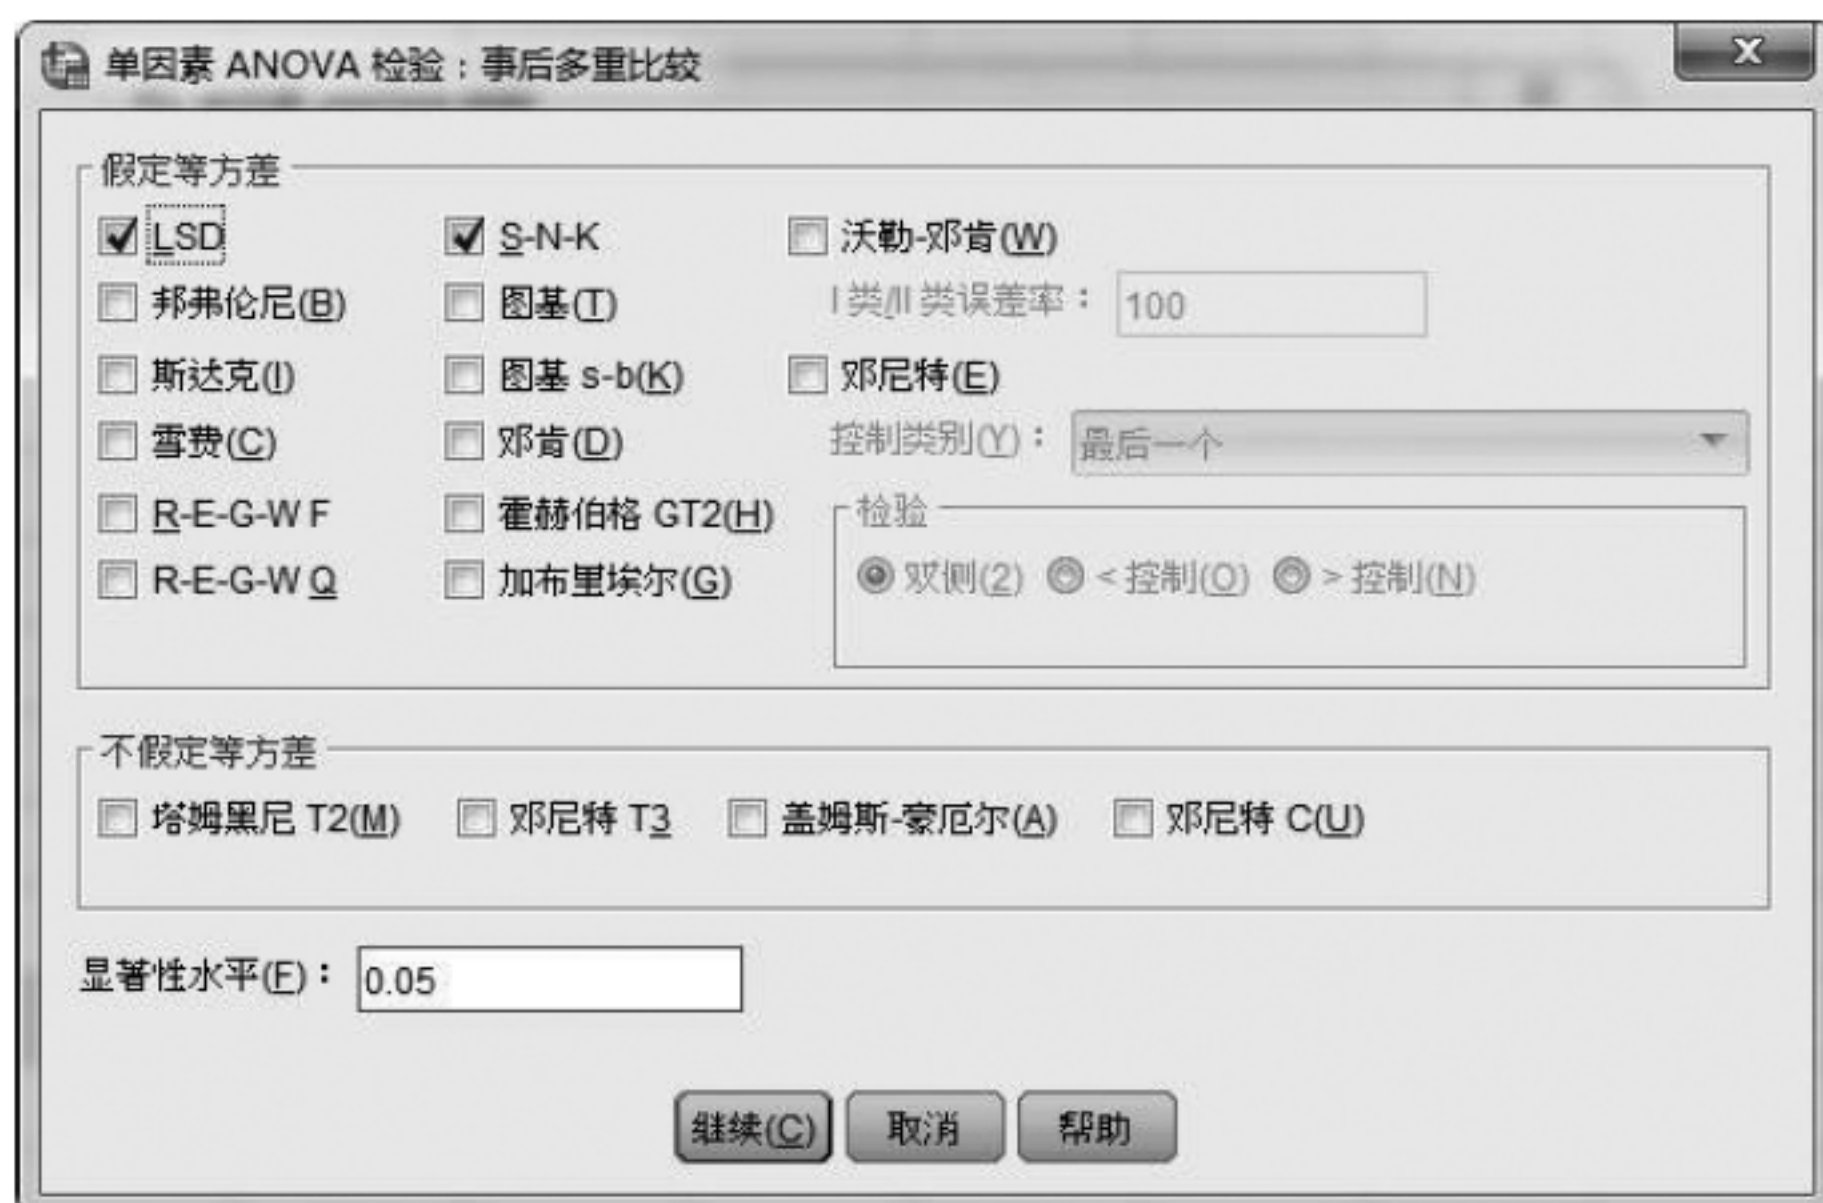 单因素 ANOVA 检验：事后多重比较
假定等方差
LSD S-N-K 沃勒-邓肯(W)
邦弗伦尼(B) 图基(T) I 类/II 类误差率： 100
斯达克(I) 图基 s-b(K) 邓尼特(E)
雪费(C) 邓肯(D) 控制类别(Y)： 最后一个
R-E-G-W F 霍赫伯格 GT2(H) 检验
R-E-G-W Q 加布里埃尔(G) 双侧(2) < 控制(O) > 控制(N)
不假定等方差
塔姆黑尼 T2(M) 邓尼特 T3 盖姆斯-豪厄尔(A) 邓尼特 C(U)
显著性水平(F)： 0.05
继续(C) 取消 帮助